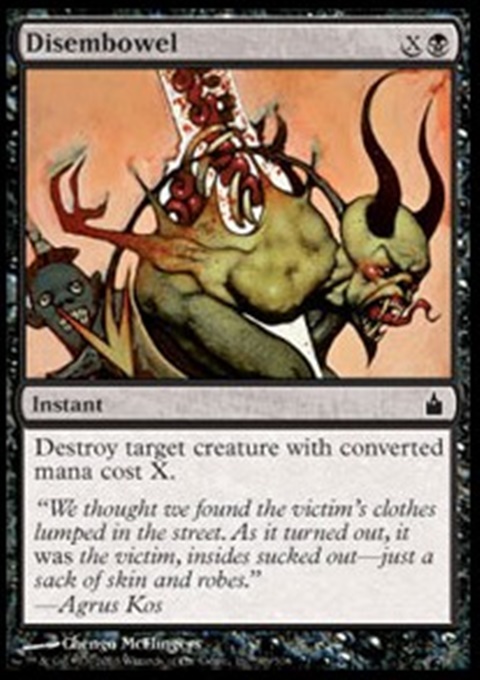 Disembowel X
Instant
Destroy target creature with converted
mana cost X.
"We thought we found the victim's clothes
lumped in the street. As it turned out, it
was the victim, insides sucked out—just a
sack of skin and robes."
—Agrus Kos